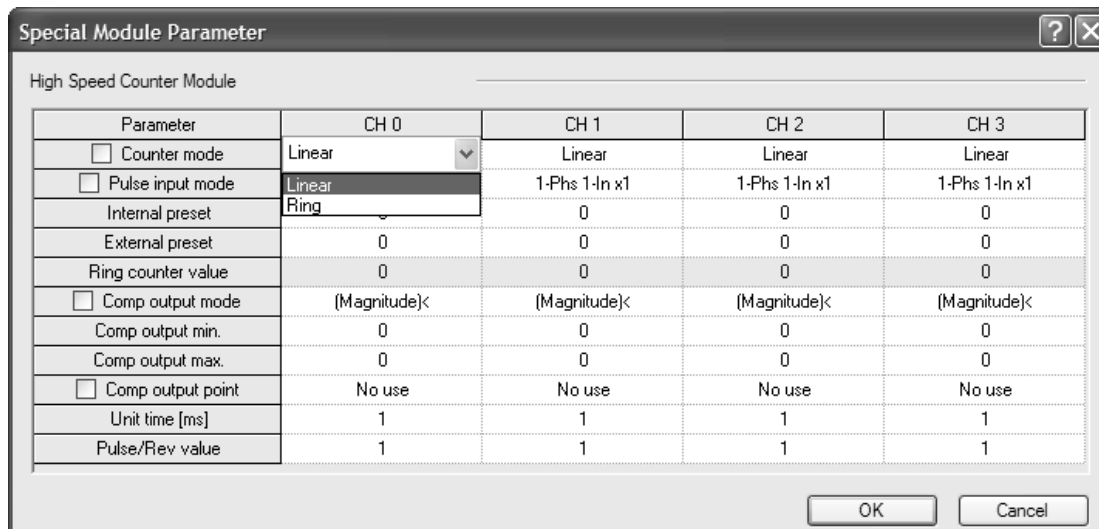 Special Module Parameter
High Speed Counter Module
Parameter CH 0 CH 1 CH 2 CH 3
Counter mode Linear Linear Linear Linear
Pulse input mode Linear 1-Phs 1-In x1 1-Phs 1-In x1 1-Phs 1-In x1
Ring
Internal preset 0 0 0
External preset 0 0 0 0
Ring counter value 0 0 0 0
Comp output mode (Magnitude)< (Magnitude)< (Magnitude)< (Magnitude)<
Comp output min. 0 0 0 0
Comp output max. 0 0 0 0
Comp output point No use No use No use No use
Unit time [ms] 1 1 1 1
Pulse/Rev value 1 1 1 1
OK Cancel